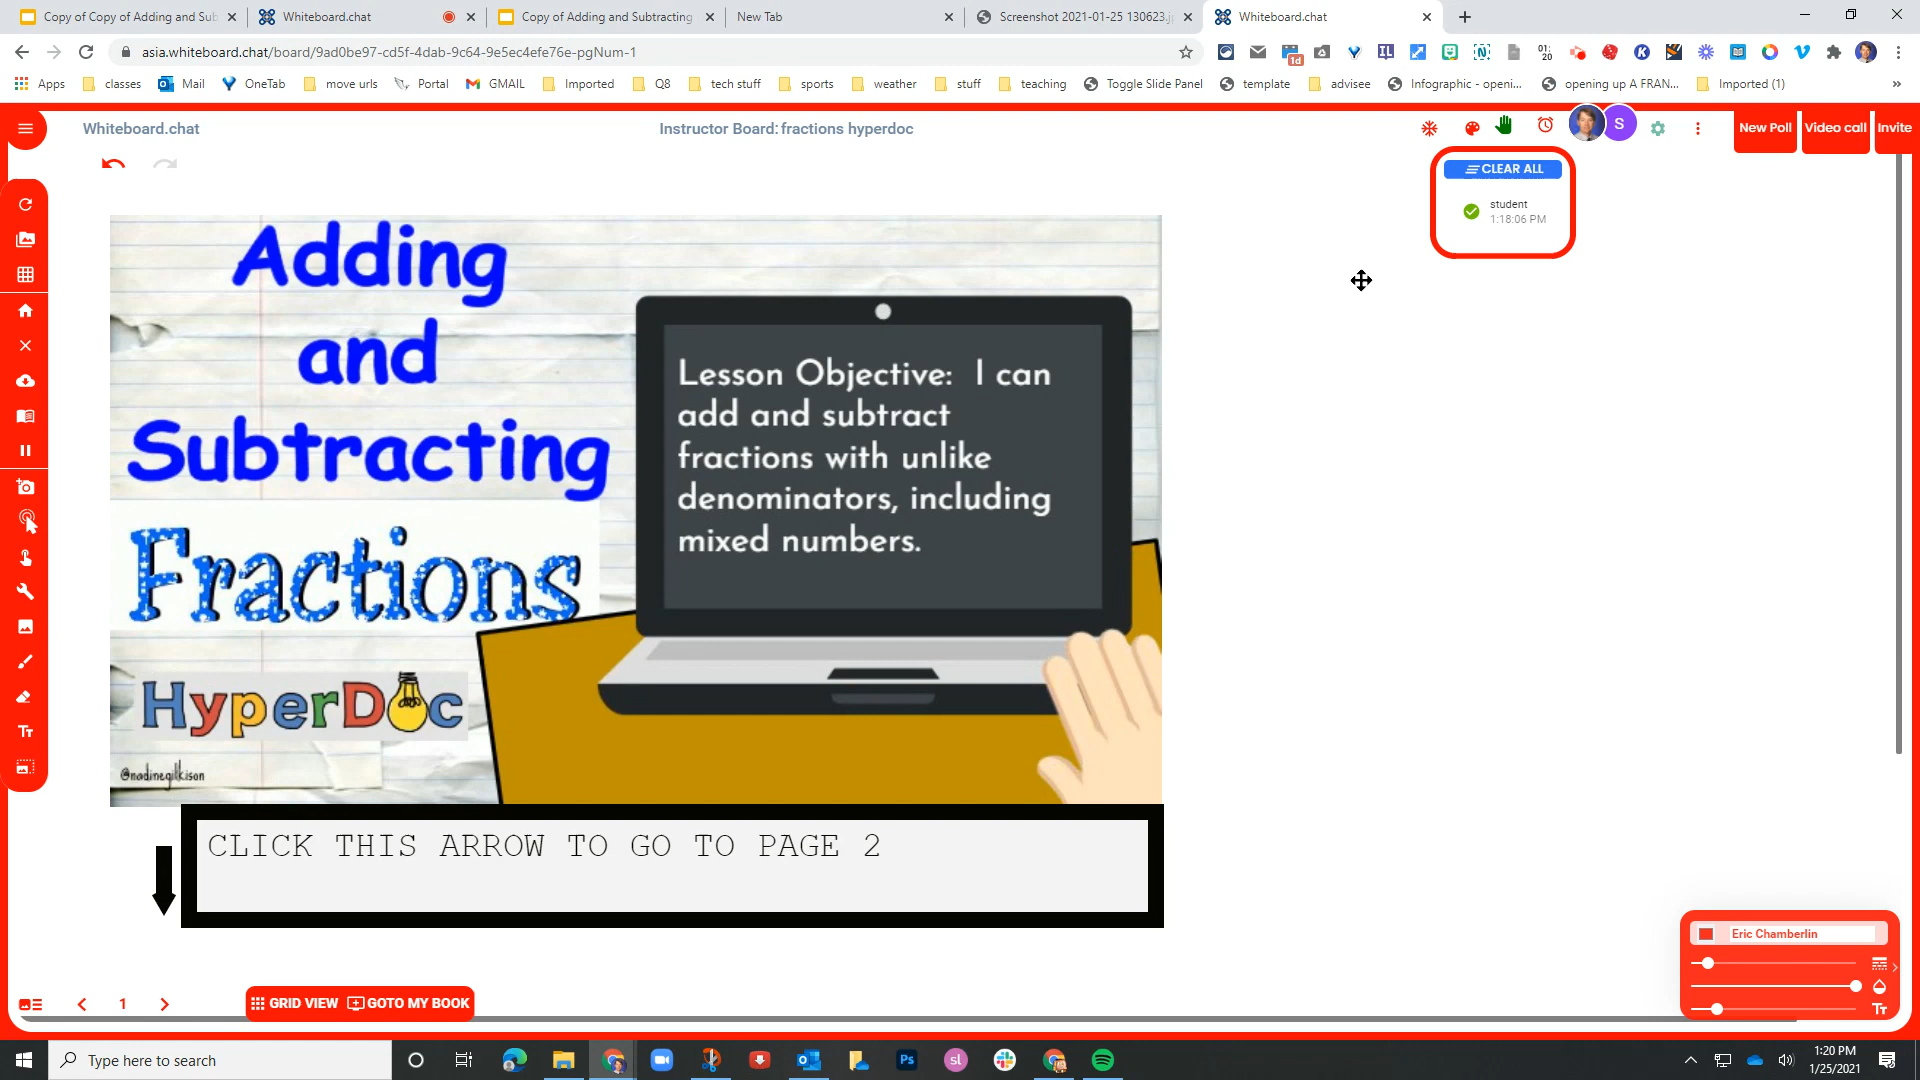 Copy of Copy of Adding and Sub
Whiteboard.chat
Copy of Adding and Subtracting
New Tab
Screenshot 2021-01-25 130623.j
Whiteboard.chat
asia.whiteboard.chat/board/9ad0be97-cd5f-4dab-9c64-9e5ec4efe76e-pgNum-1
1d
01:
20
Apps
classes
Mail
OneTab
move urls
Portal
GMAIL
Imported
Q8
tech stuff
sports
weather
stuff
teaching
Toggle Slide Panel
template
advisee
Infographic - openi...
opening up A FRAN...
Imported (1)
»
Whiteboard.chat
Instructor Board: fractions hyperdoc
S
New Poll
Video call
Invite
CLEAR ALL
student
1:18:06 PM
Adding
and
Subtracting
Fractions
HyperDoc
@nadinegilkison
Lesson Objective: I can
add and subtract
fractions with unlike
denominators, including
mixed numbers.
CLICK THIS ARROW TO GO TO PAGE 2
Eric Chamberlin
1
GRID VIEW
GOTO MY BOOK
Type here to search
Ps
sl
1:20 PM
1/25/2021